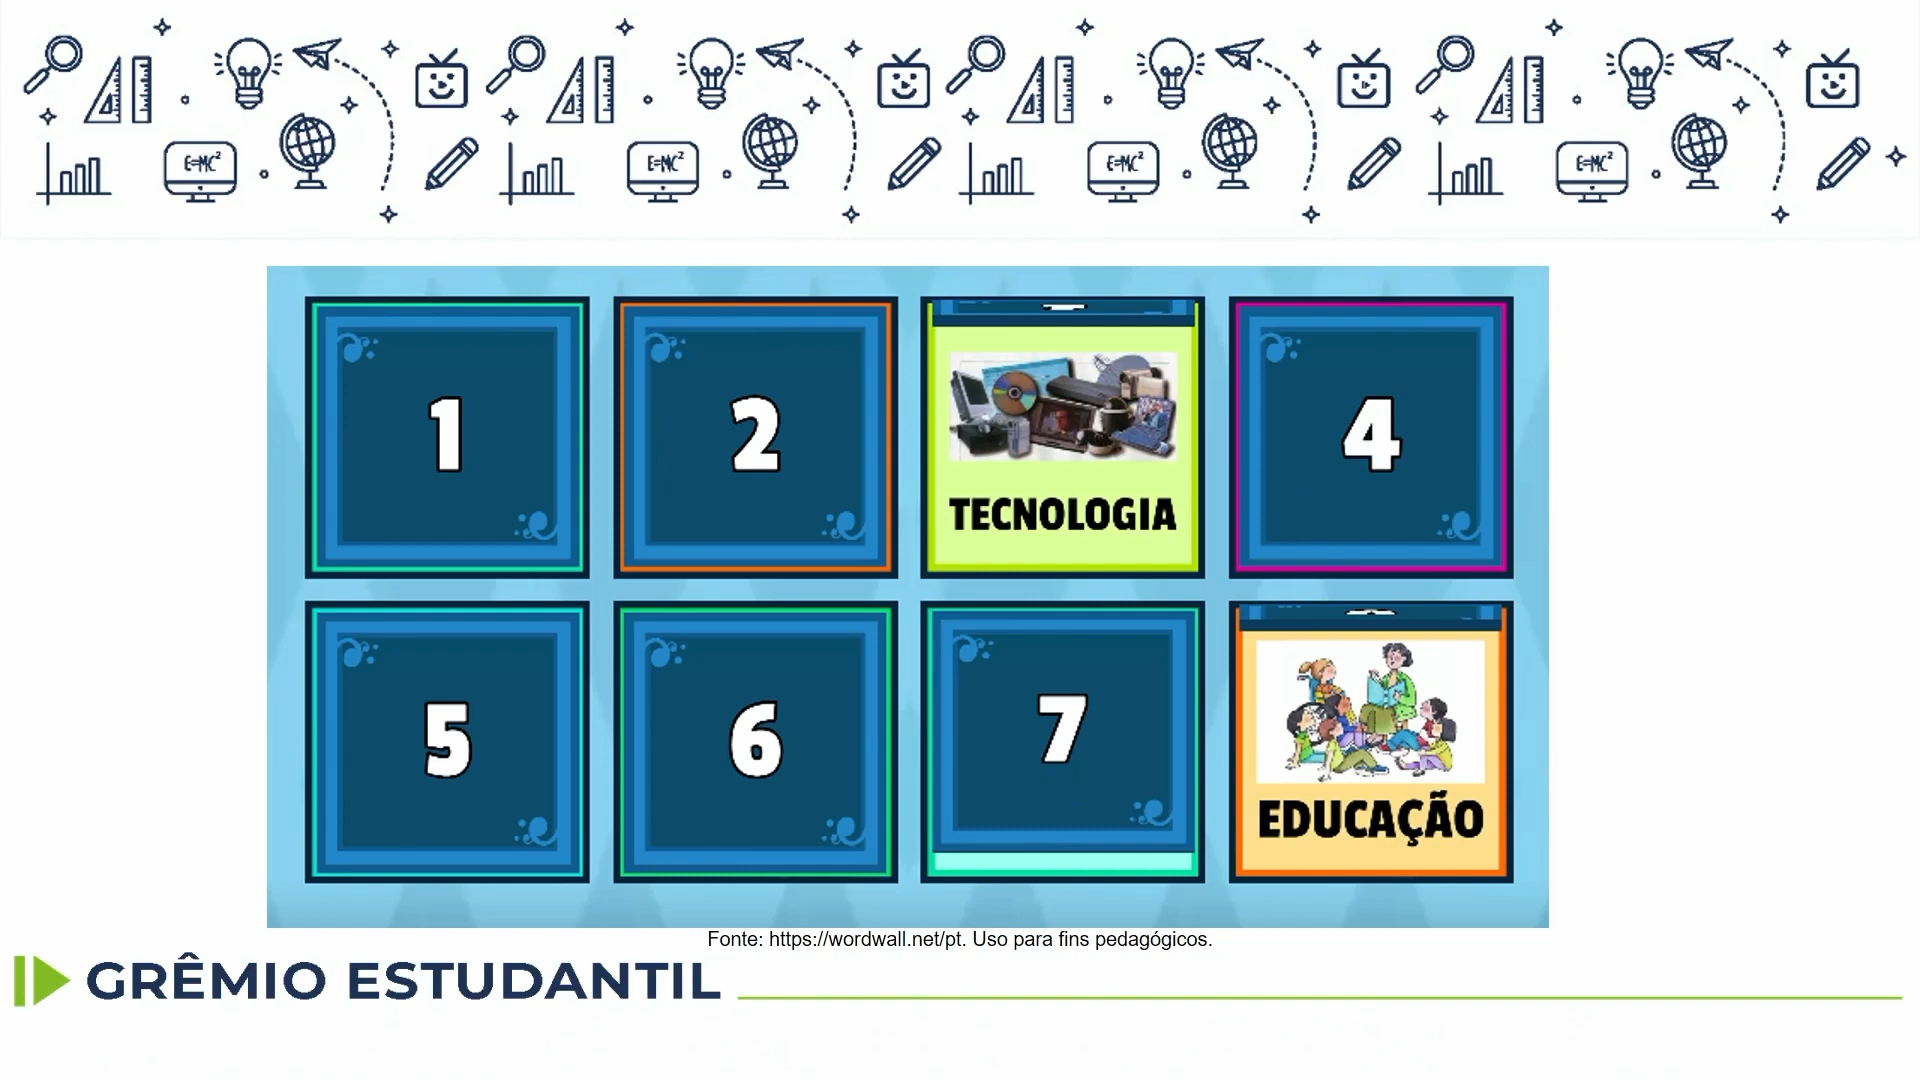 E=MC²
E=MC²
E=MC²
E=MC²
1
2
TECNOLOGIA
4
5
6
7
EDUCAÇÃO
Fonte: https://wordwall.net/pt. Uso para fins pedagógicos.
GRÊMIO ESTUDANTIL